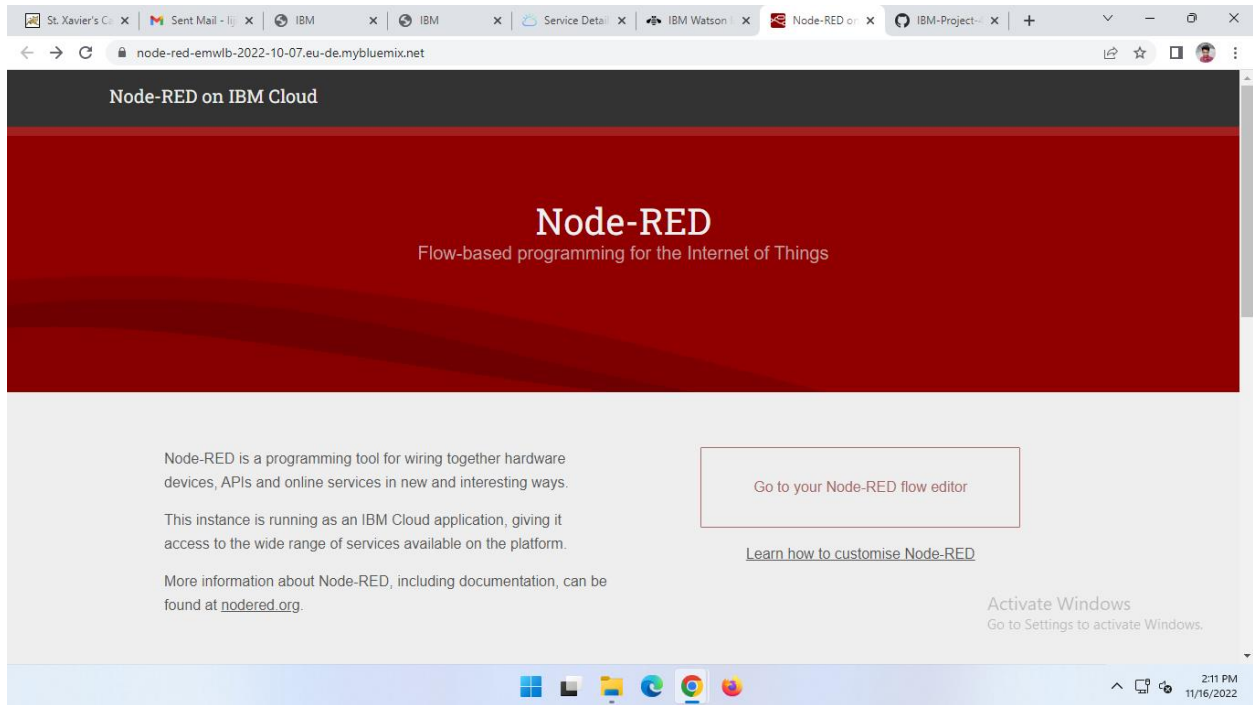 St. Xavier's Ca
Sent Mail - lij
IBM
IBM
Service Detail
IBM Watson
Node-RED on
IBM-Project-4
node-red-emwlb-2022-10-07.eu-de.mybluemix.net
Node-RED on IBM Cloud
Node-RED
Flow-based programming for the Internet of Things
Node-RED is a programming tool for wiring together hardware
devices, APIs and online services in new and interesting ways.
This instance is running as an IBM Cloud application, giving it
access to the wide range of services available on the platform.
More information about Node-RED, including documentation, can be
found at nodered.org.
Go to your Node-RED flow editor
Learn how to customise Node-RED
Activate Windows
Go to Settings to activate Windows.
2:11 PM
11/16/2022